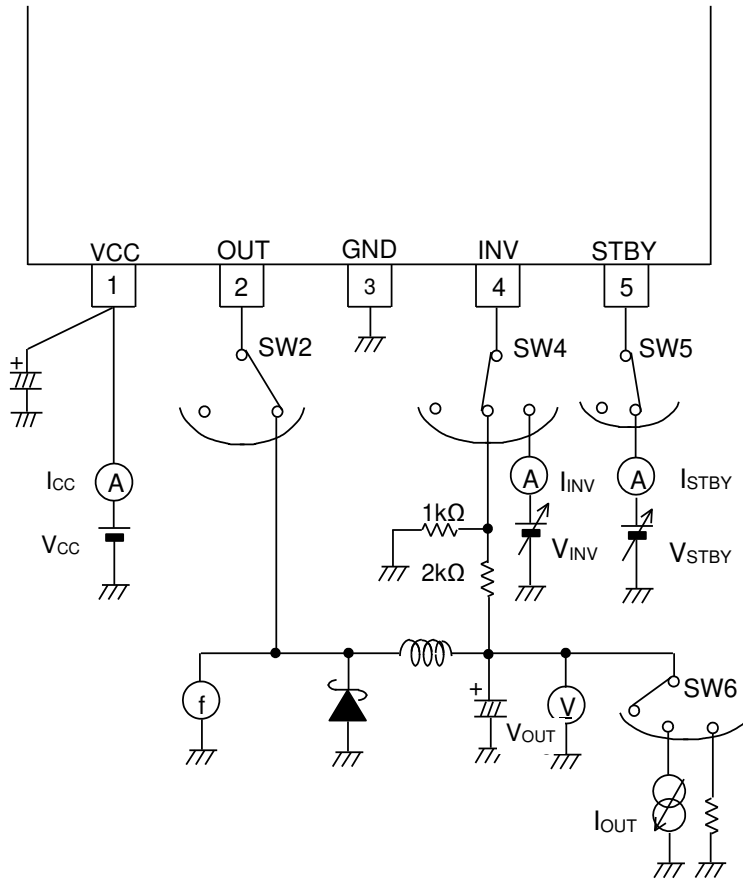 VCC OUT GND INV STBY
1 2 3 4 5
SW2 SW4 SW5
+
ICC A
VCC
A IINV
VINV
A ISTBY
VSTBY
1kΩ
2kΩ
f
+
VOUT
V
SW6
IOUT